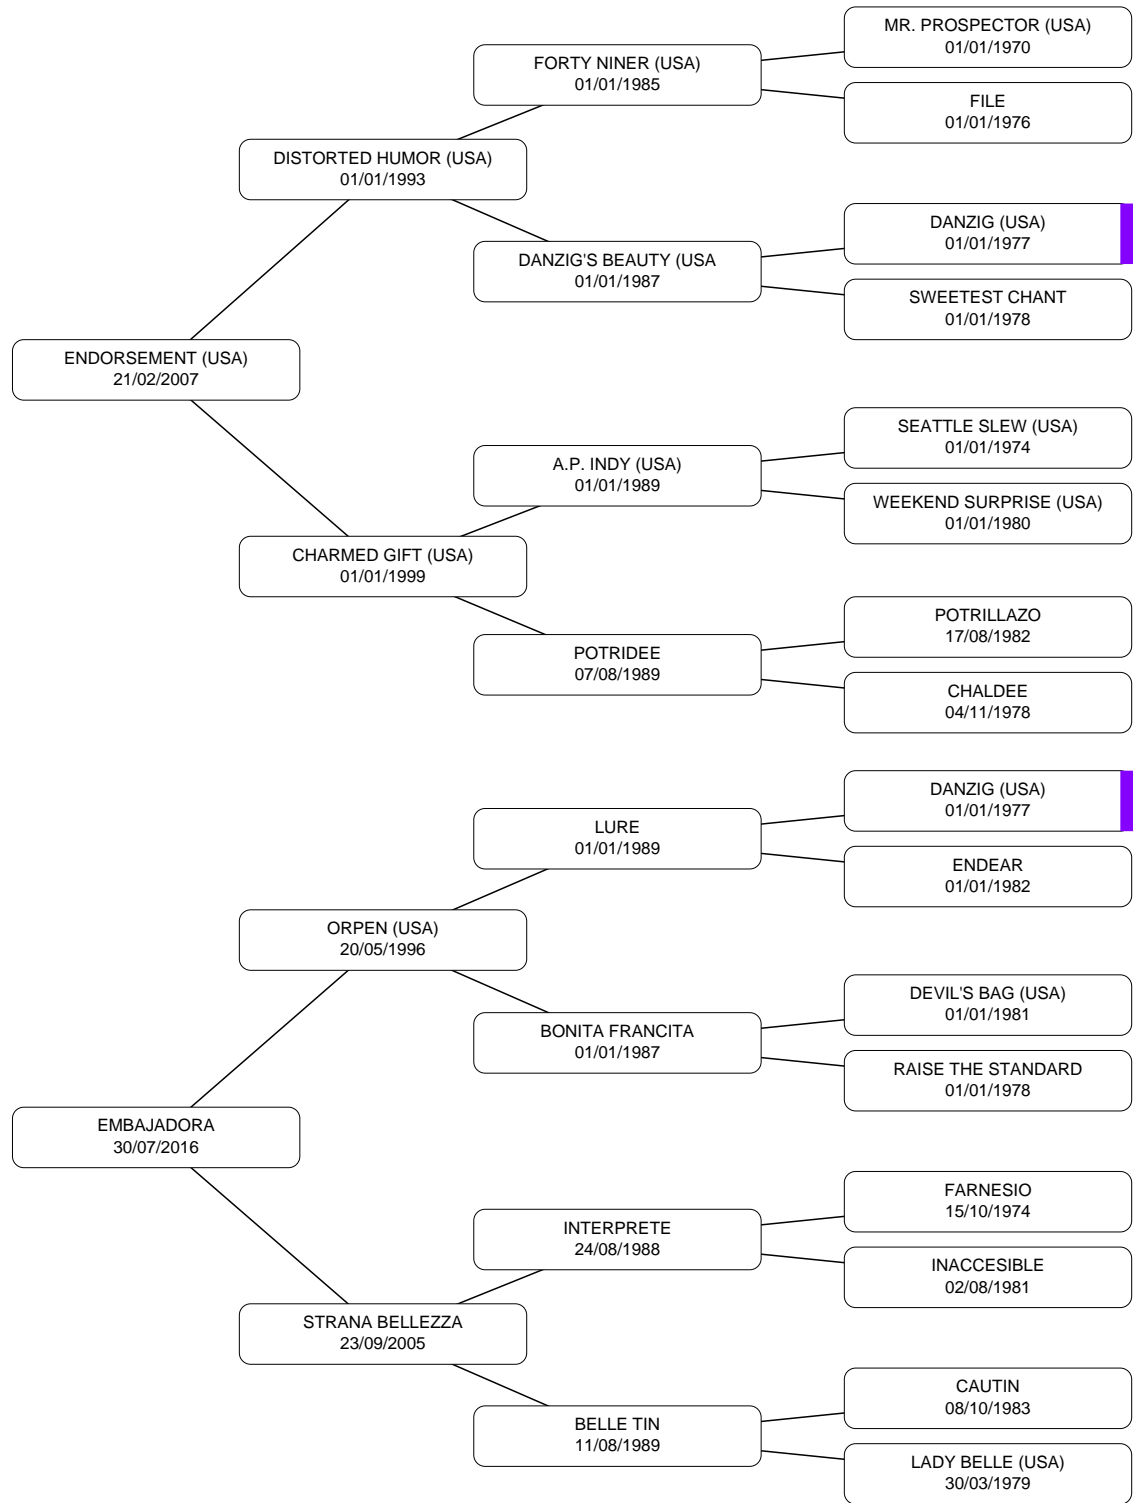 MR. PROSPECTOR (USA)
01/01/1970
FORTY NINER (USA)
01/01/1985
FILE
01/01/1976
DISTORTED HUMOR (USA)
01/01/1993
DANZIG (USA)
01/01/1977
DANZIG'S BEAUTY (USA
01/01/1987
SWEETEST CHANT
01/01/1978
ENDORSEMENT (USA)
21/02/2007
SEATTLE SLEW (USA)
01/01/1974
A.P. INDY (USA)
01/01/1989
WEEKEND SURPRISE (USA)
01/01/1980
CHARMED GIFT (USA)
01/01/1999
POTRILLAZO
17/08/1982
POTRIDEE
07/08/1989
CHALDEE
04/11/1978
DANZIG (USA)
01/01/1977
LURE
01/01/1989
ENDEAR
01/01/1982
ORPEN (USA)
20/05/1996
DEVIL'S BAG (USA)
01/01/1981
BONITA FRANCITA
01/01/1987
RAISE THE STANDARD
01/01/1978
EMBAJADORA
30/07/2016
FARNESIO
15/10/1974
INTERPRETE
24/08/1988
INACCESIBLE
02/08/1981
STRANA BELLEZZA
23/09/2005
CAUTIN
08/10/1983
BELLE TIN
11/08/1989
LADY BELLE (USA)
30/03/1979